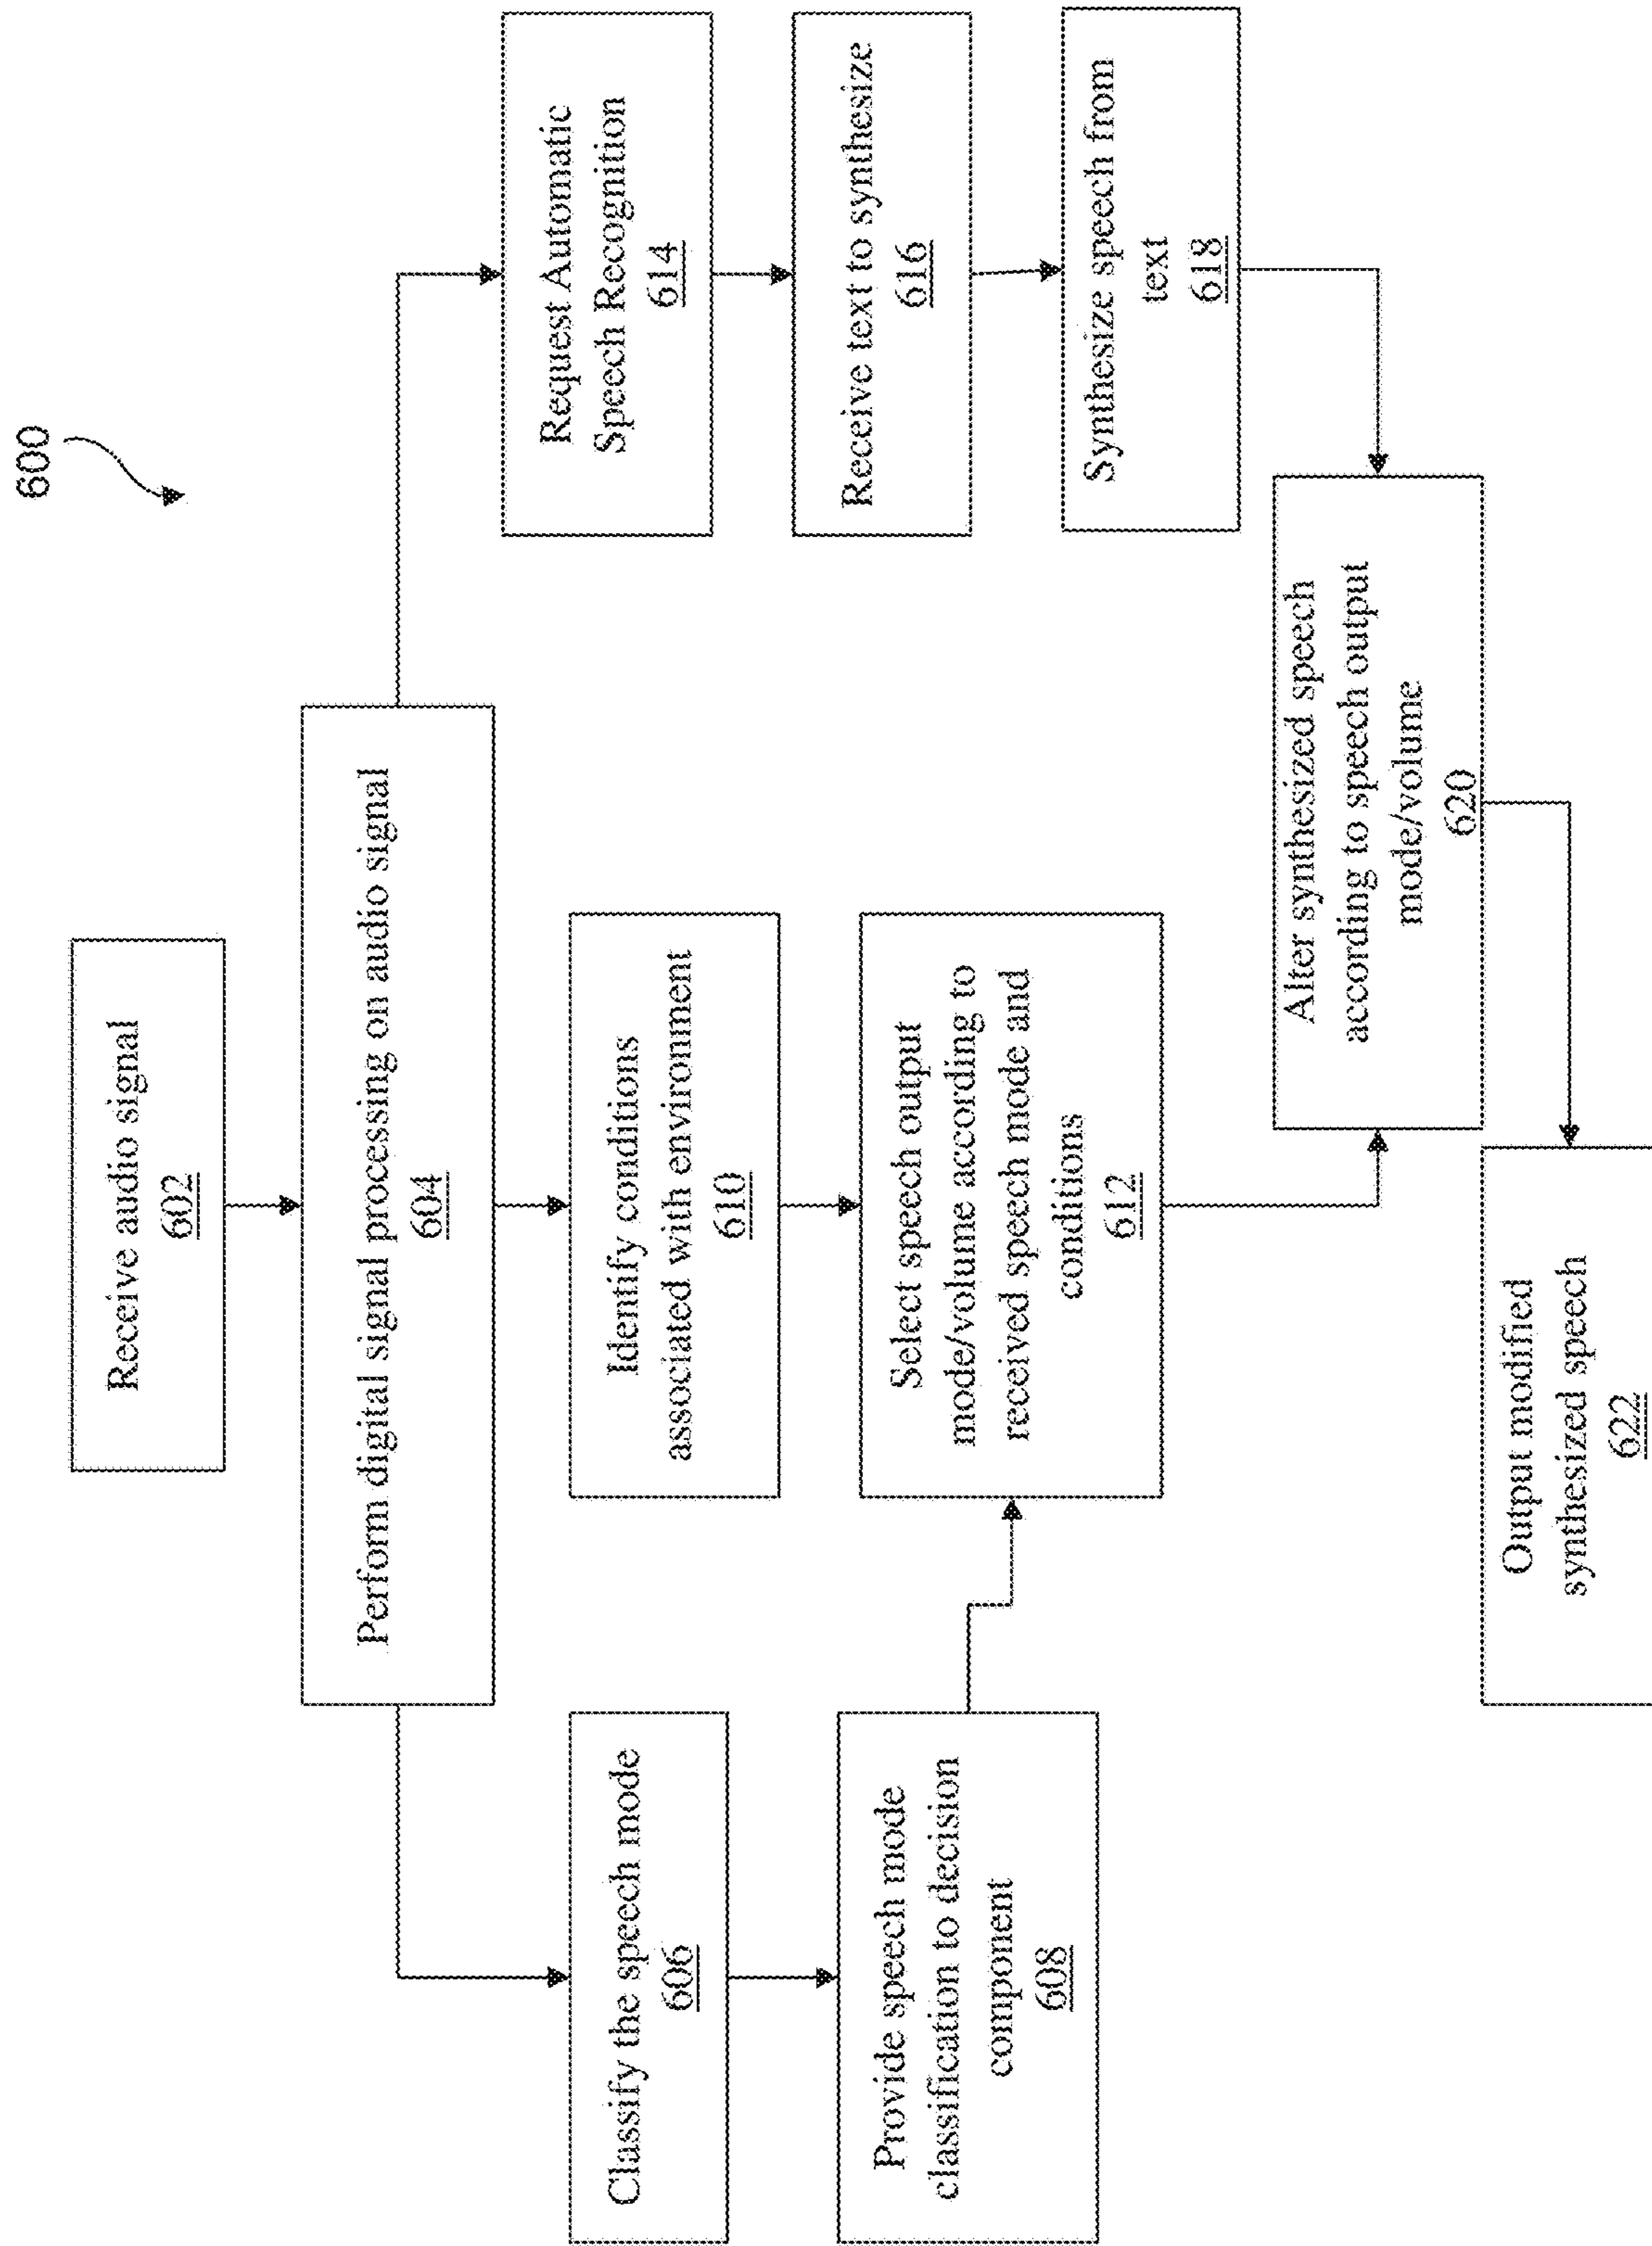 600
Receive audio signal
602
Perform digital signal processing on audio signal
604
Classify the speech mode
606
Provide speech mode
classification to decision
component
608
Identify conditions
associated with environment
610
Select speech output
mode/volume according to
received speech mode and
conditions
612
Request Automatic
Speech Recognition
614
Receive text to synthesize
616
Synthesize speech from
text
618
Alter synthesized speech
according to speech output
mode/volume
620
Output modified
synthesized speech
622